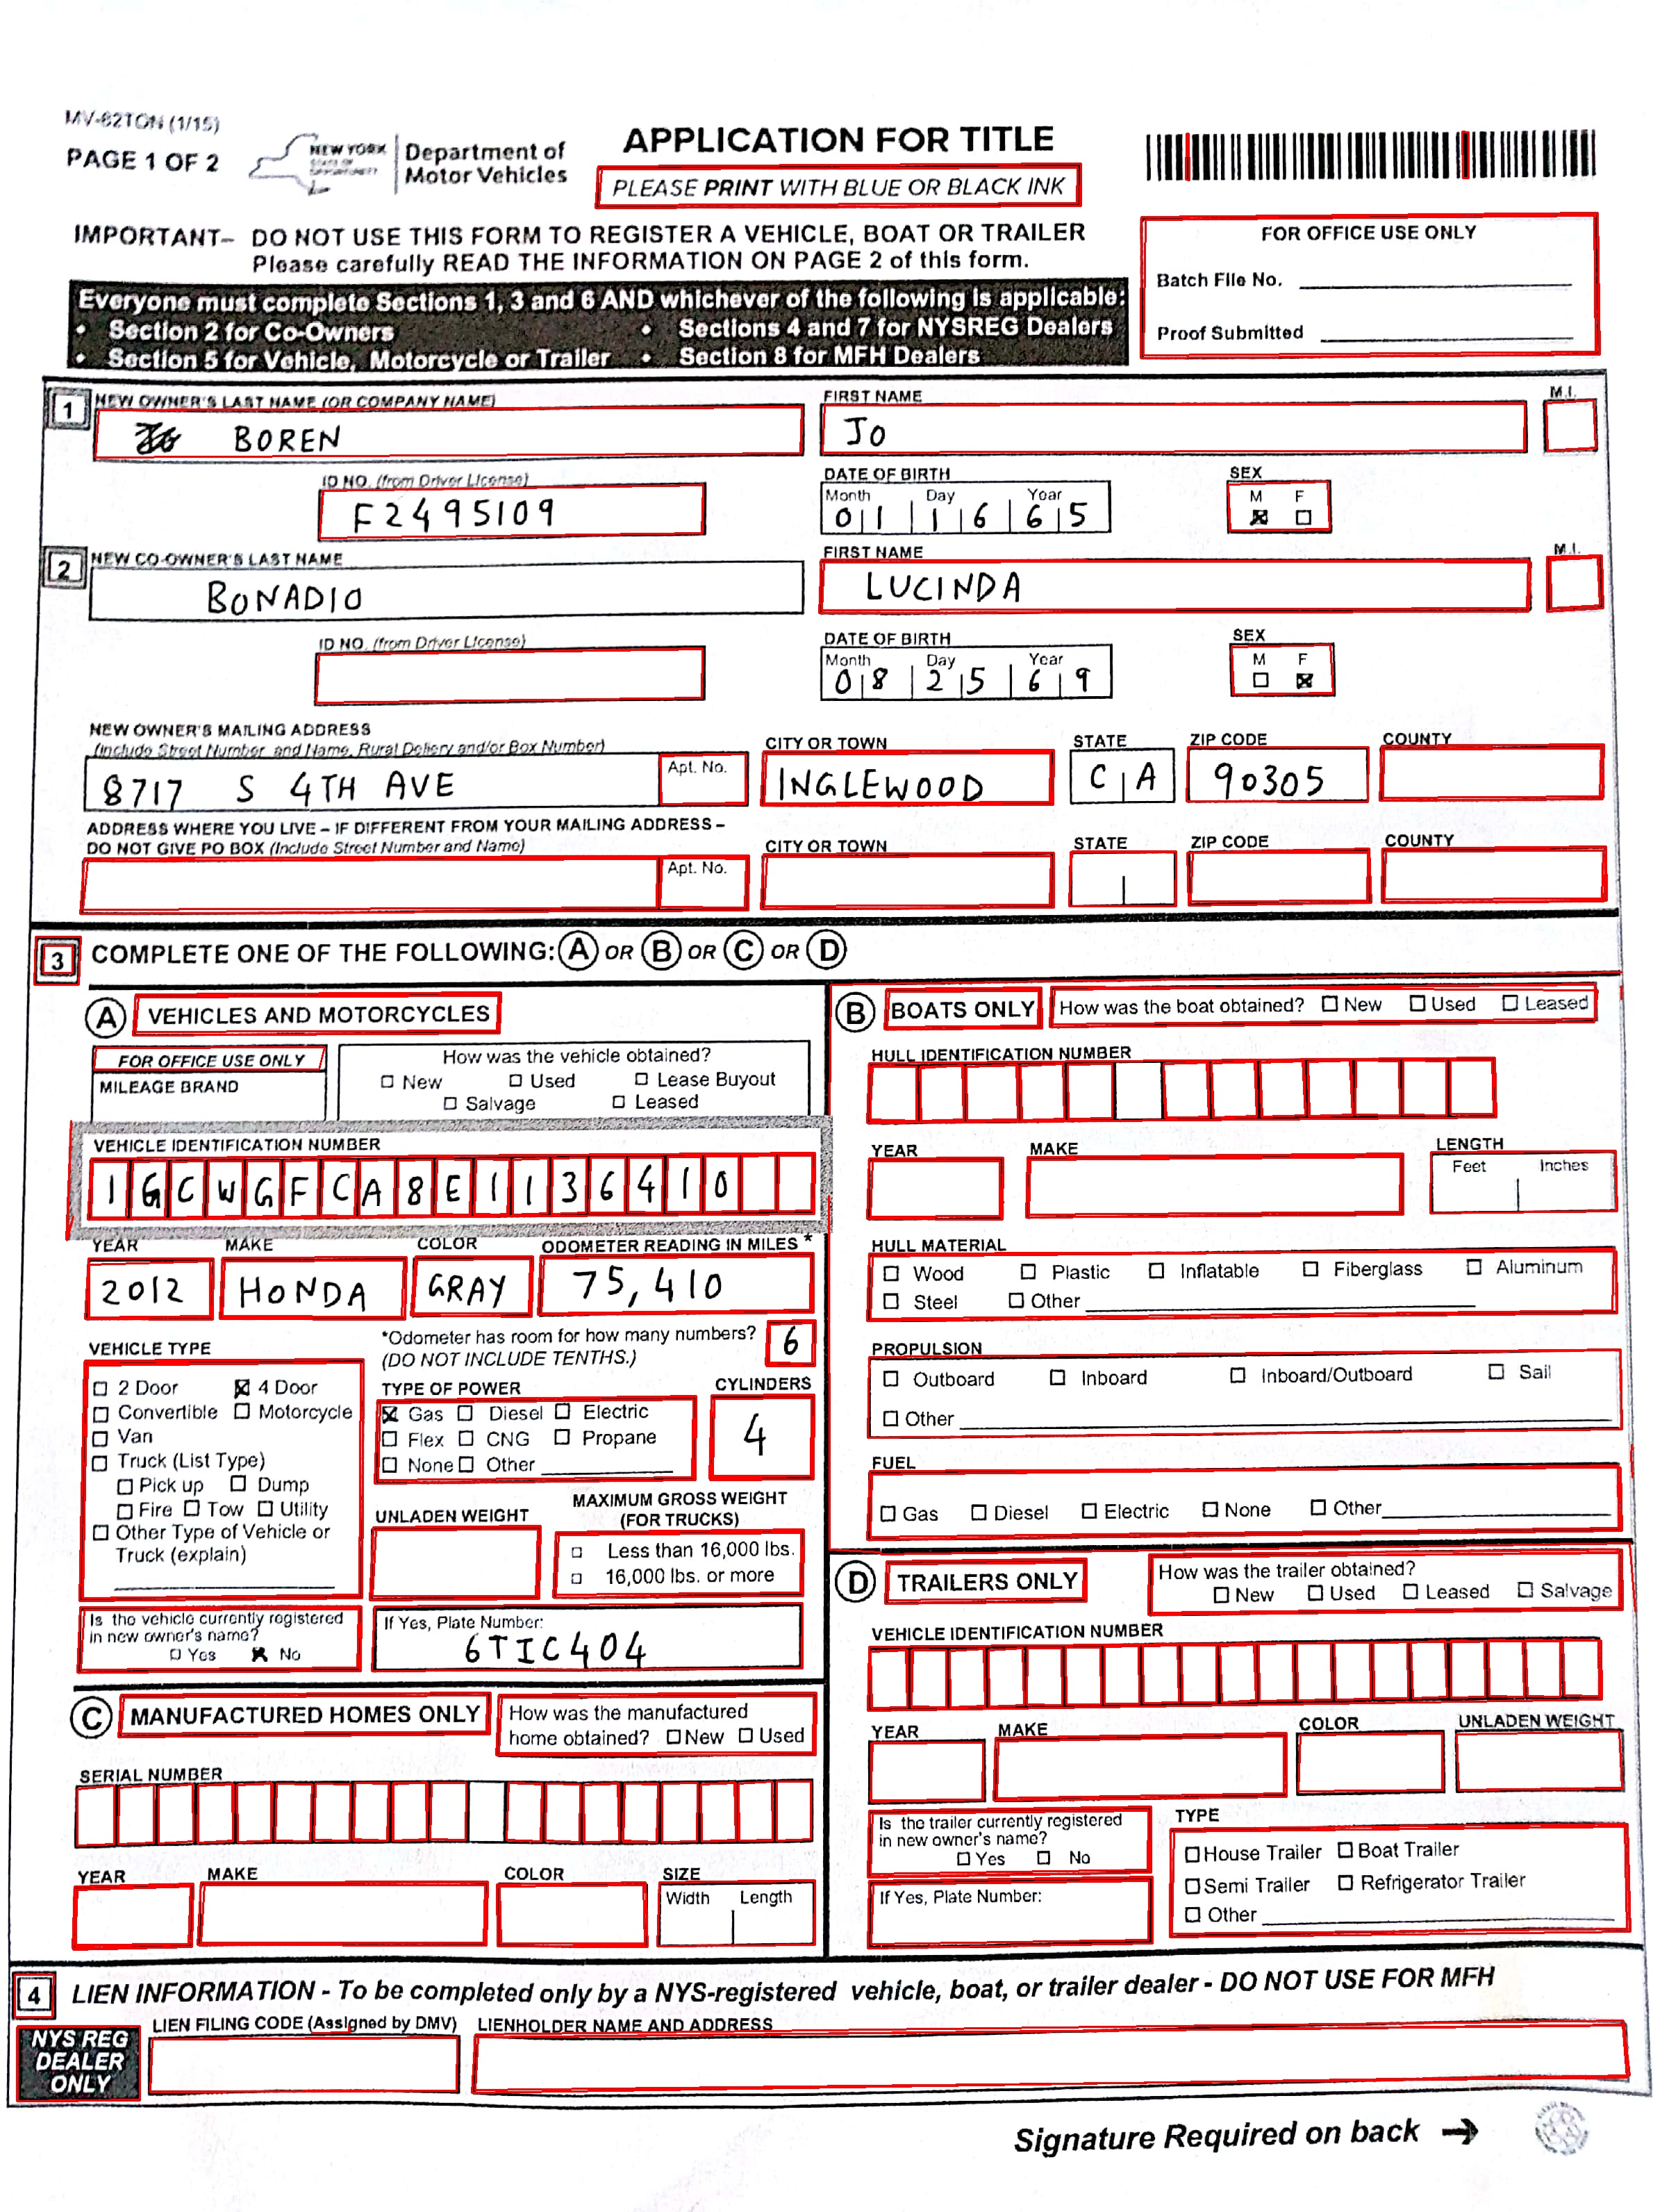 MV-82TON (1/15)
PAGE 1 OF 2
NEW YORK
STATE OF
OPPORTUNITY
Department of
Motor Vehicles
APPLICATION FOR TITLE
PLEASE PRINT WITH BLUE OR BLACK INK
IMPORTANT– DO NOT USE THIS FORM TO REGISTER A VEHICLE, BOAT OR TRAILER
Please carefully READ THE INFORMATION ON PAGE 2 of this form.
FOR OFFICE USE ONLY
Batch File No.
Proof Submitted
Everyone must complete Sections 1, 3 and 6 AND whichever of the following is applicable:
• Section 2 for Co-Owners • Sections 4 and 7 for NYSREG Dealers
• Section 5 for Vehicle, Motorcycle or Trailer • Section 8 for MFH Dealers
1 NEW OWNER'S LAST NAME (OR COMPANY NAME) FIRST NAME M.I.
BOREN JO
ID NO. (from Driver License) DATE OF BIRTH SEX
Month Day Year M F
F2495109 01 16 65
2 NEW CO-OWNER'S LAST NAME FIRST NAME M.I.
BONADIO LUCINDA
ID NO. (from Driver License) DATE OF BIRTH SEX
Month Day Year M F
08 25 69
NEW OWNER'S MAILING ADDRESS
(Include Street Number and Name, Rural Delivery and/or Box Number) CITY OR TOWN STATE ZIP CODE COUNTY
Apt. No.
8717 S 4TH AVE INGLEWOOD CA 90305
ADDRESS WHERE YOU LIVE – IF DIFFERENT FROM YOUR MAILING ADDRESS –
DO NOT GIVE PO BOX (Include Street Number and Name) CITY OR TOWN STATE ZIP CODE COUNTY
Apt. No.
3 COMPLETE ONE OF THE FOLLOWING: A OR B OR C OR D
A VEHICLES AND MOTORCYCLES
FOR OFFICE USE ONLY
MILEAGE BRAND
How was the vehicle obtained?
New Used Lease Buyout
Salvage Leased
VEHICLE IDENTIFICATION NUMBER
1GCWGFCA8E1136410
YEAR MAKE COLOR ODOMETER READING IN MILES *
2012 HONDA GRAY 75,410
*Odometer has room for how many numbers? 6
(DO NOT INCLUDE TENTHS.)
VEHICLE TYPE
2 Door 4 Door
Convertible Motorcycle
Van
Truck (List Type)
Pick up Dump
Fire Tow Utility
Other Type of Vehicle or
Truck (explain)
TYPE OF POWER CYLINDERS
Gas Diesel Electric
Flex CNG Propane
None Other
4
UNLADEN WEIGHT
MAXIMUM GROSS WEIGHT
(FOR TRUCKS)
Less than 16,000 lbs.
16,000 lbs. or more
Is the vehicle currently registered
in new owner's name?
Yes No
If Yes, Plate Number:
6TIC404
C MANUFACTURED HOMES ONLY
How was the manufactured
home obtained? New Used
SERIAL NUMBER
YEAR MAKE COLOR SIZE
Width Length
B BOATS ONLY How was the boat obtained? New Used Leased
HULL IDENTIFICATION NUMBER
YEAR MAKE LENGTH
Feet Inches
HULL MATERIAL
Wood Plastic Inflatable Fiberglass Aluminum
Steel Other
PROPULSION
Outboard Inboard Inboard/Outboard Sail
Other
FUEL
Gas Diesel Electric None Other
D TRAILERS ONLY
How was the trailer obtained?
New Used Leased Salvage
VEHICLE IDENTIFICATION NUMBER
YEAR MAKE COLOR UNLADEN WEIGHT
Is the trailer currently registered
in new owner's name?
Yes No
If Yes, Plate Number:
TYPE
House Trailer Boat Trailer
Semi Trailer Refrigerator Trailer
Other
4 LIEN INFORMATION - To be completed only by a NYS-registered vehicle, boat, or trailer dealer - DO NOT USE FOR MFH
NYS REG
DEALER
ONLY
LIEN FILING CODE (Assigned by DMV) LIENHOLDER NAME AND ADDRESS
Signature Required on back →